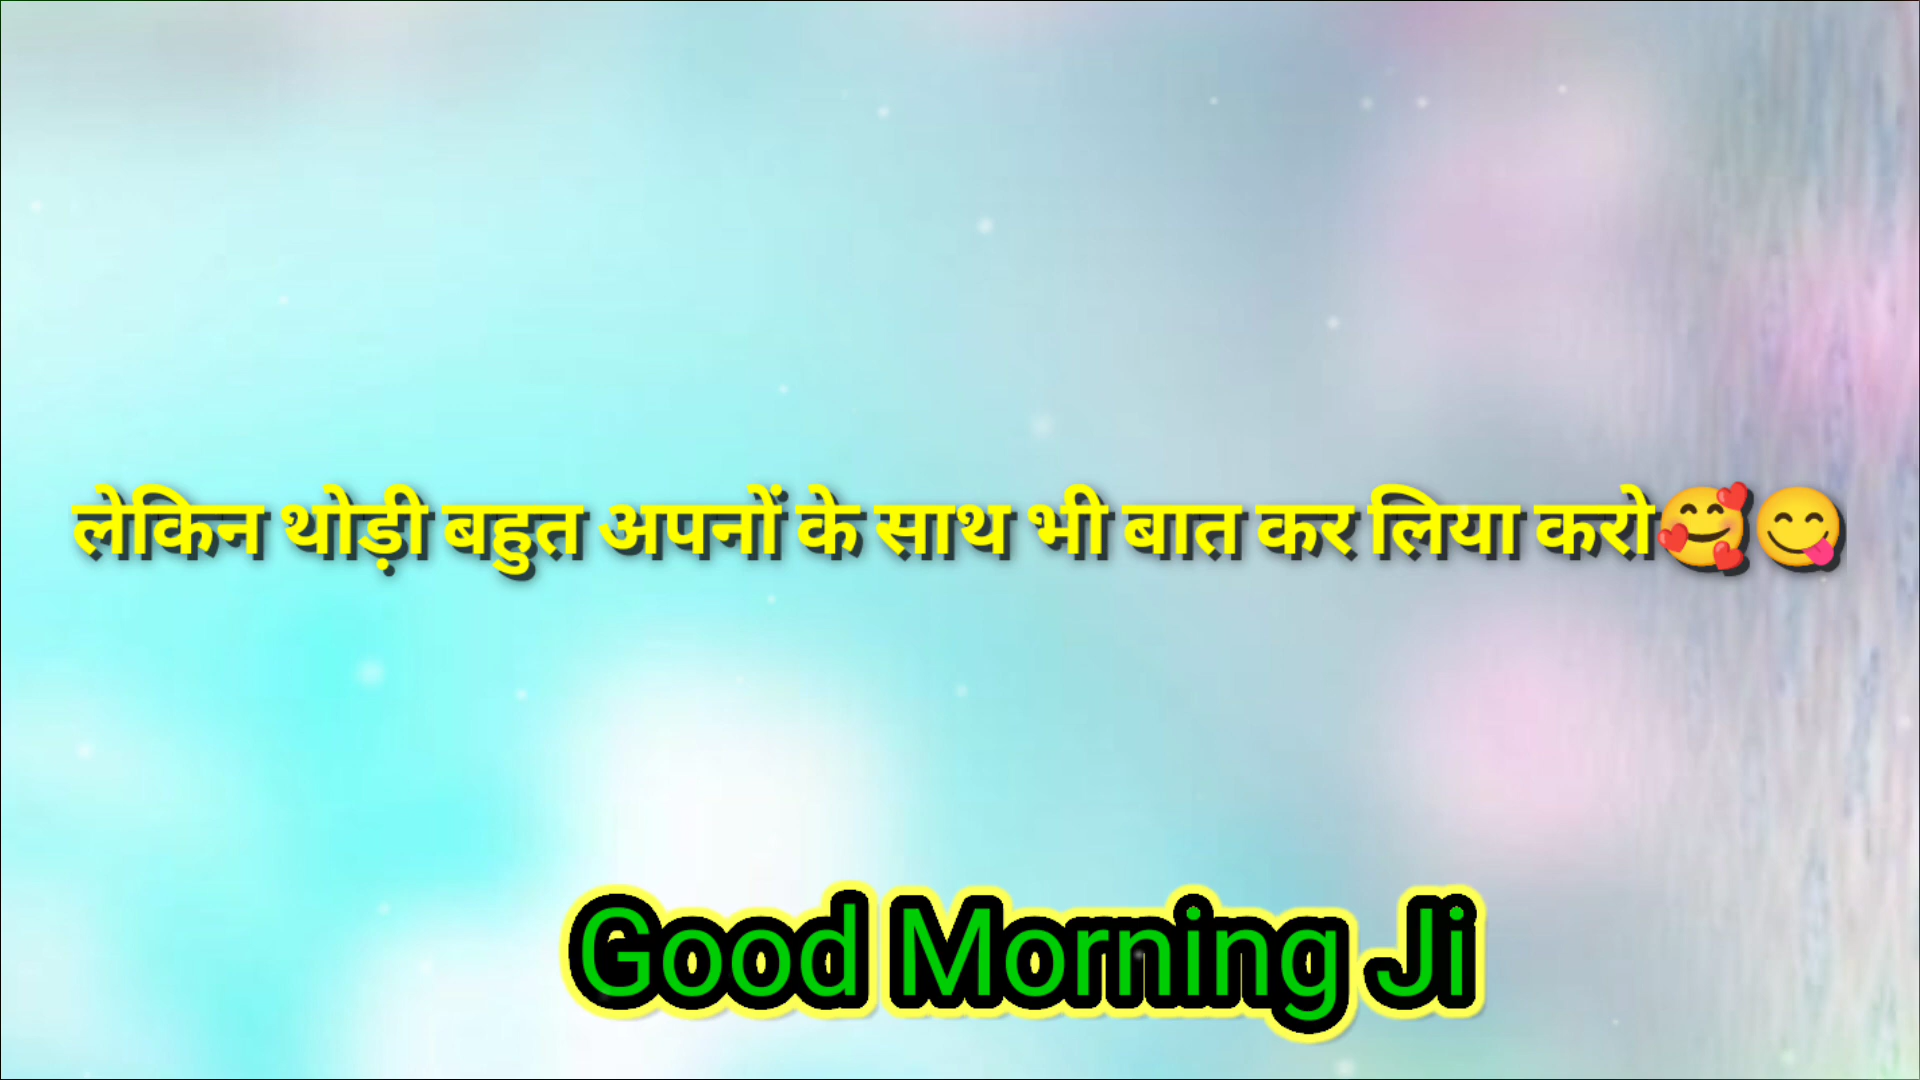 लेकिन थोड़ी बहुत अपनों के साथ भी बात कर लिया करो🥰😋
Good Morning Ji